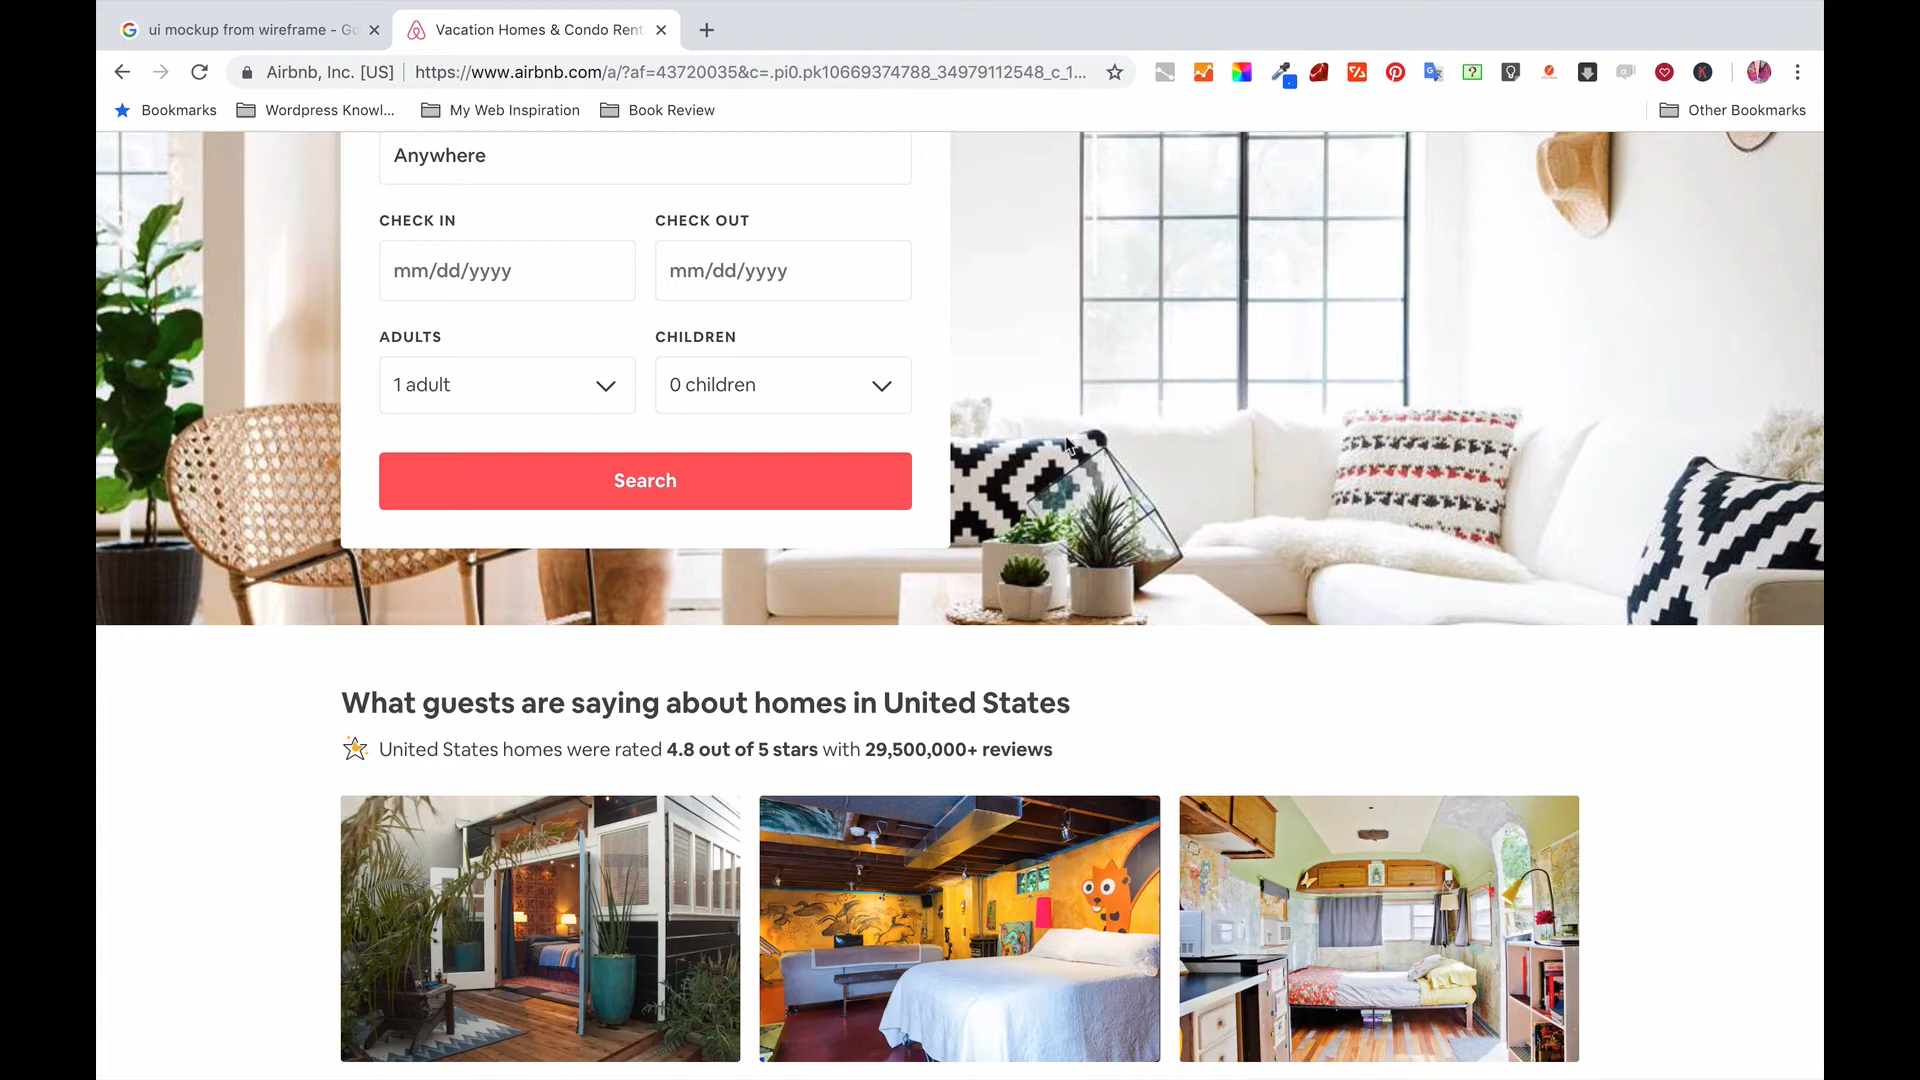 ui mockup from wireframe - Go
Vacation Homes & Condo Rent
Airbnb, Inc. [US]
https://www.airbnb.com/a/?af=43720035&c=.pi0.pk10669374788_34979112548_c_1...
Bookmarks
Wordpress Knowl...
My Web Inspiration
Book Review
Other Bookmarks
Anywhere
CHECK IN
CHECK OUT
mm/dd/yyyy
mm/dd/yyyy
ADULTS
CHILDREN
1 adult
0 children
Search
What guests are saying about homes in United States
United States homes were rated 4.8 out of 5 stars with 29,500,000+ reviews